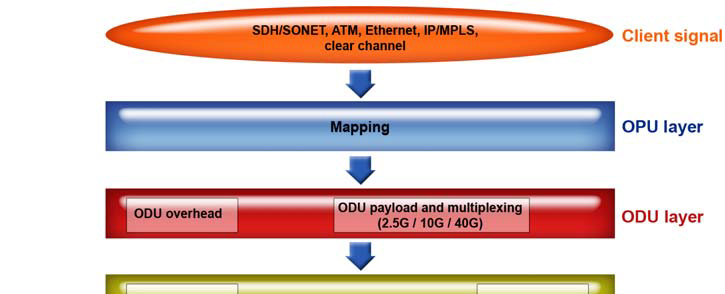 SDH/SONET, ATM, Ethernet, IP/MPLS,
clear channel
Client signal
Mapping
OPU layer
ODU overhead
ODU payload and multiplexing
(2.5G / 10G / 40G)
ODU layer